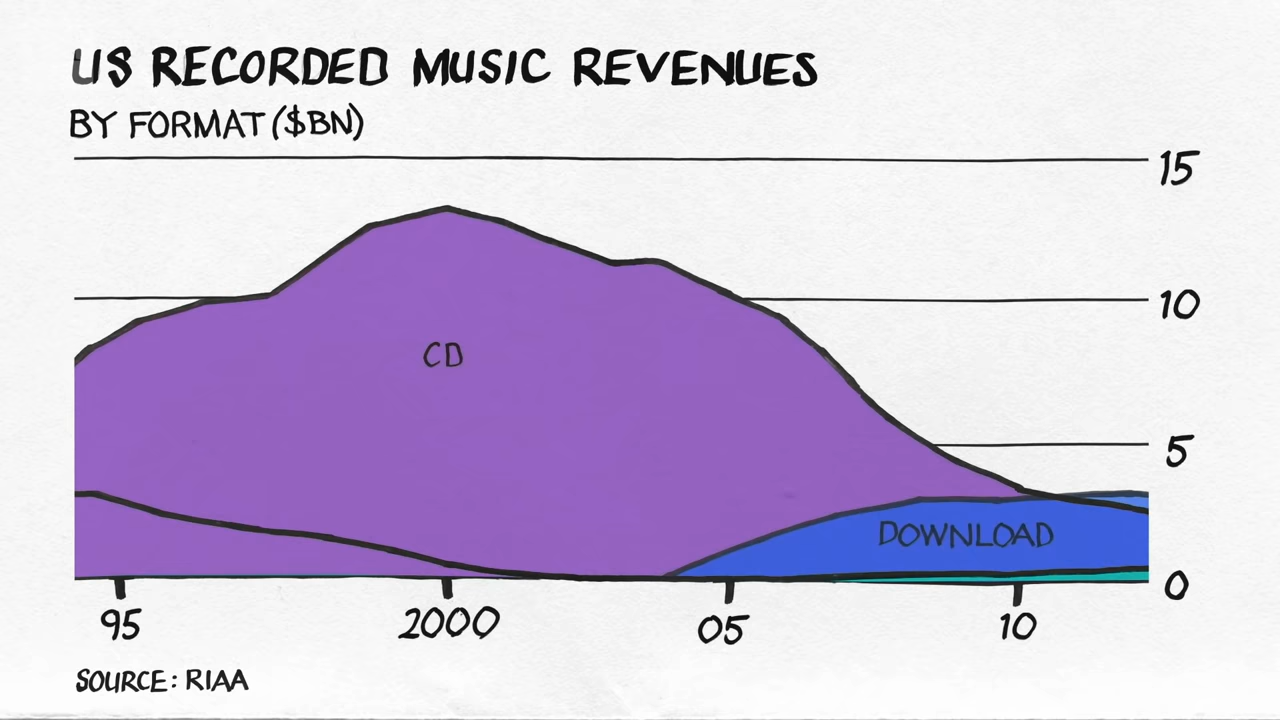 US RECORDED MUSIC REVENUES
BY FORMAT ($BN)
15
10
CD
5
DOWNLOAD
0
95 2000 05 10
SOURCE: RIAA